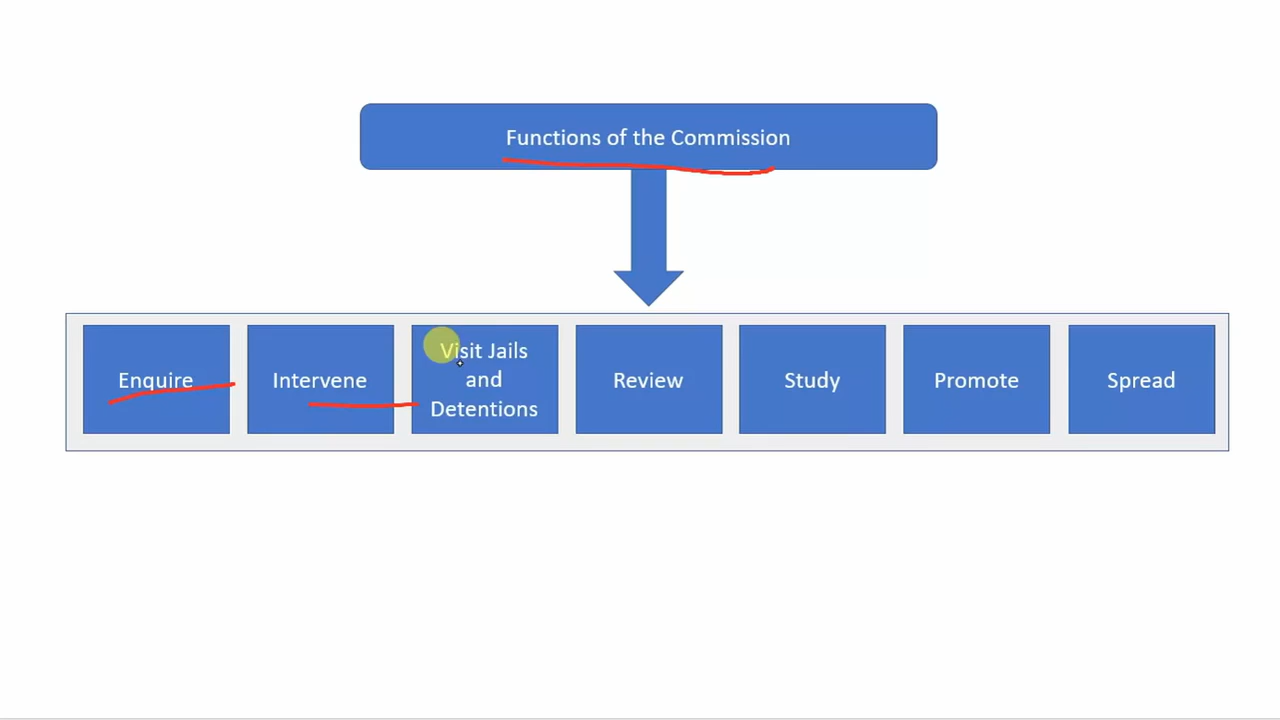 Functions of the Commission
Enquire
Intervene
Visit Jails
and
Detentions
Review
Study
Promote
Spread